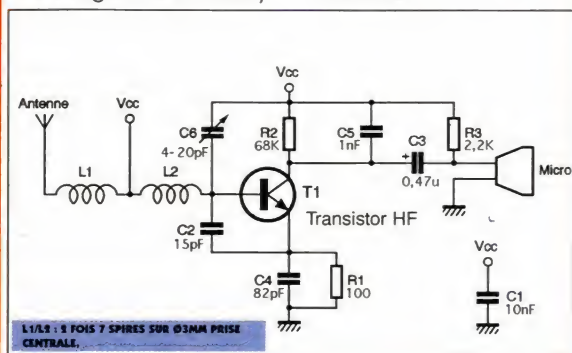 Vcc
Antenne
Vcc
C6
4-20pF
R2
68K
C5
1nF
C3
+
0,47u
R3
2,2K
L1
L2
Micro
T1
Transistor HF
C2
15pF
C4
82pF
R1
100
Vcc
C1
10nF
L1/L2 : 2 FOIS 7 SPIRES SUR Ø3MM PRISE
CENTRALE.